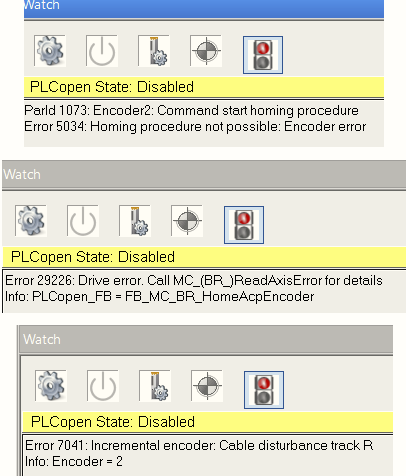 Watch
PLCopen State: Disabled
ParId 1073: Encoder2: Command start homing procedure
Error 5034: Homing procedure not possible: Encoder error
Watch
PLCopen State: Disabled
Error 29226: Drive error. Call MC_(BR_)ReadAxisError for details
Info: PLCopen_FB = FB_MC_BR_HomeAcpEncoder
Watch
PLCopen State: Disabled
Error 7041: Incremental encoder: Cable disturbance track R
Info: Encoder = 2